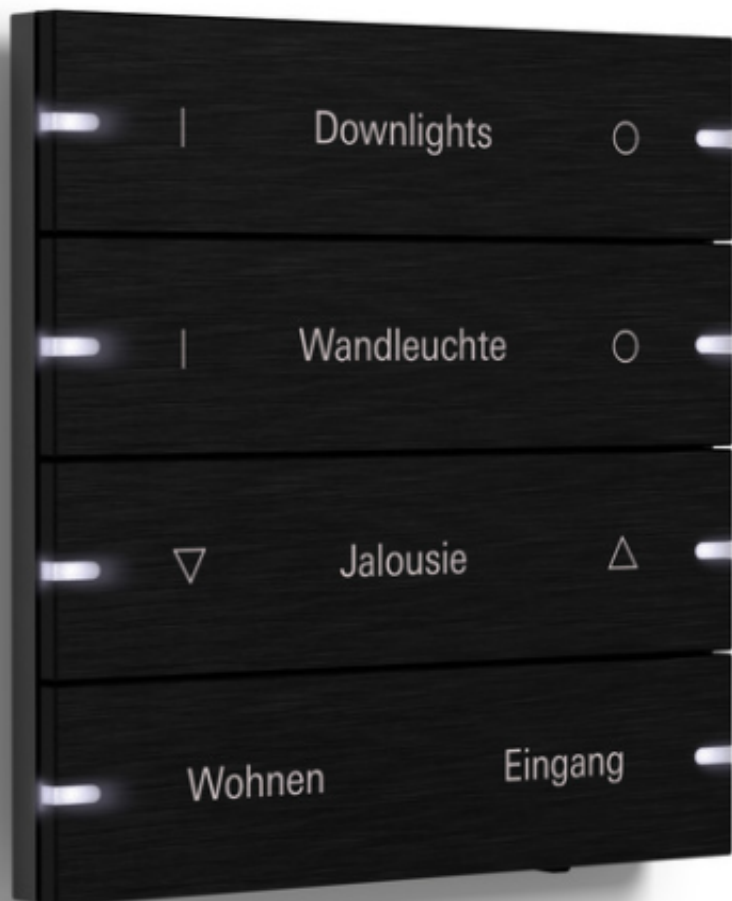 | Downlights O
| Wandleuchte O
▽ Jalousie △
Wohnen Eingang